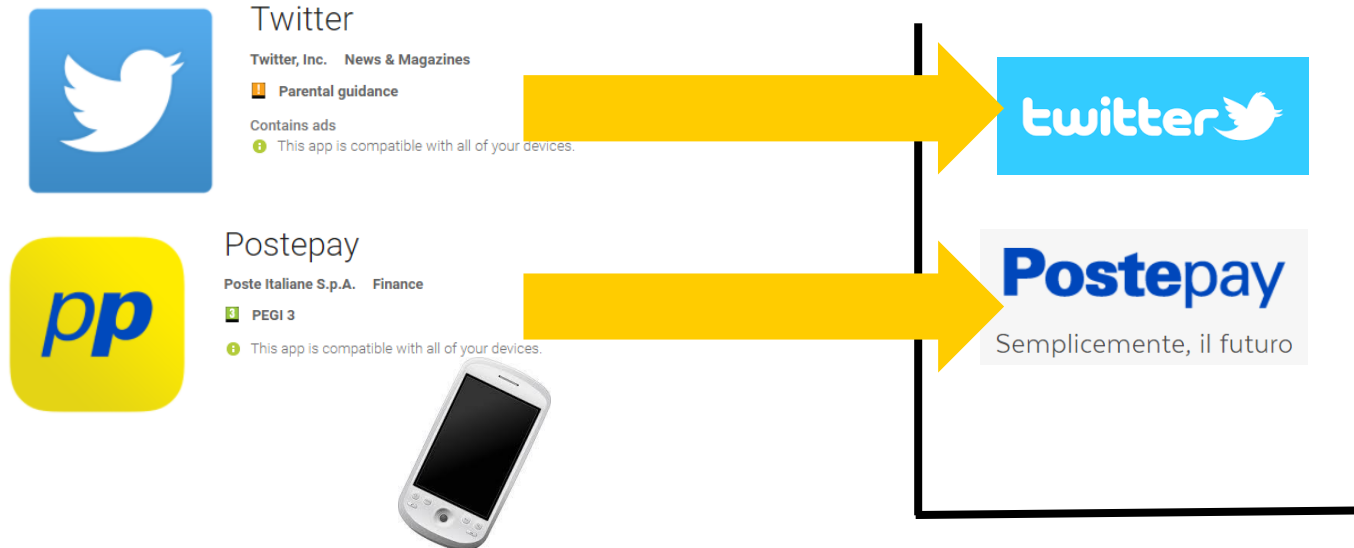 Twitter
Twitter, Inc. News & Magazines
! Parental guidance
Contains ads
This app is compatible with all of your devices.
twitter
pp
Postepay
Poste Italiane S.p.A. Finance
3 PEGI 3
This app is compatible with all of your devices.
Postepay
Semplicemente, il futuro